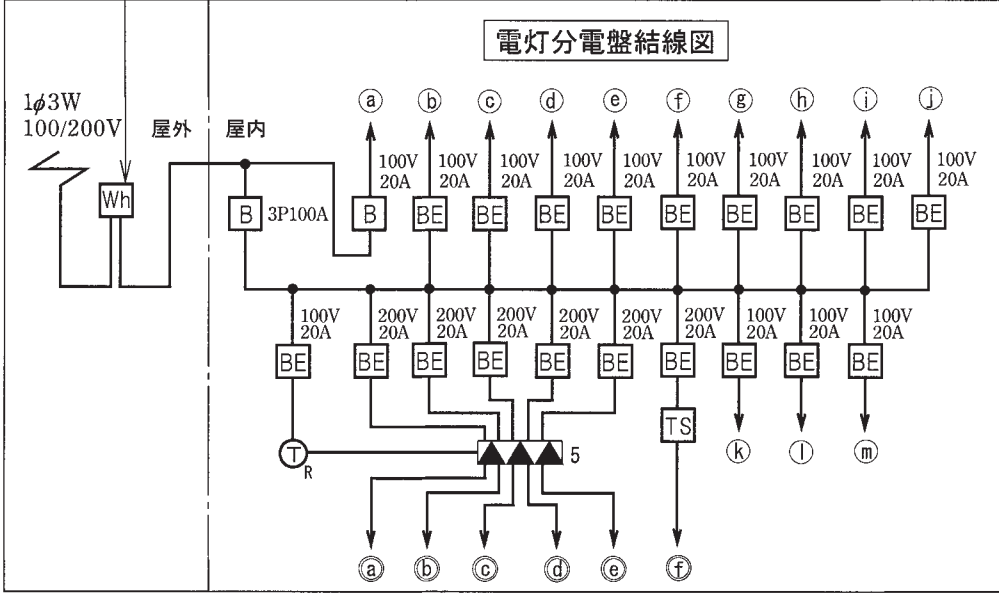 電灯分電盤結線図
1φ3W
100/200V
屋外
屋内
Wh
ⓐ ⓑ ⓒ ⓓ ⓔ ⓕ ⓖ ⓗ ⓘ ⓙ
100V 100V 100V 100V 100V 100V 100V 100V 100V 100V
20A 20A 20A 20A 20A 20A 20A 20A 20A 20A
B 3P100A B BE BE BE BE BE BE BE BE BE
100V 200V 200V 200V 200V 200V 200V 100V 100V 100V
20A 20A 20A 20A 20A 20A 20A 20A 20A 20A
BE BE BE BE BE BE BE BE BE BE
TS
T R 5 ⓚ ⓛ ⓜ
ⓐ ⓑ ⓒ ⓓ ⓔ ⓕ